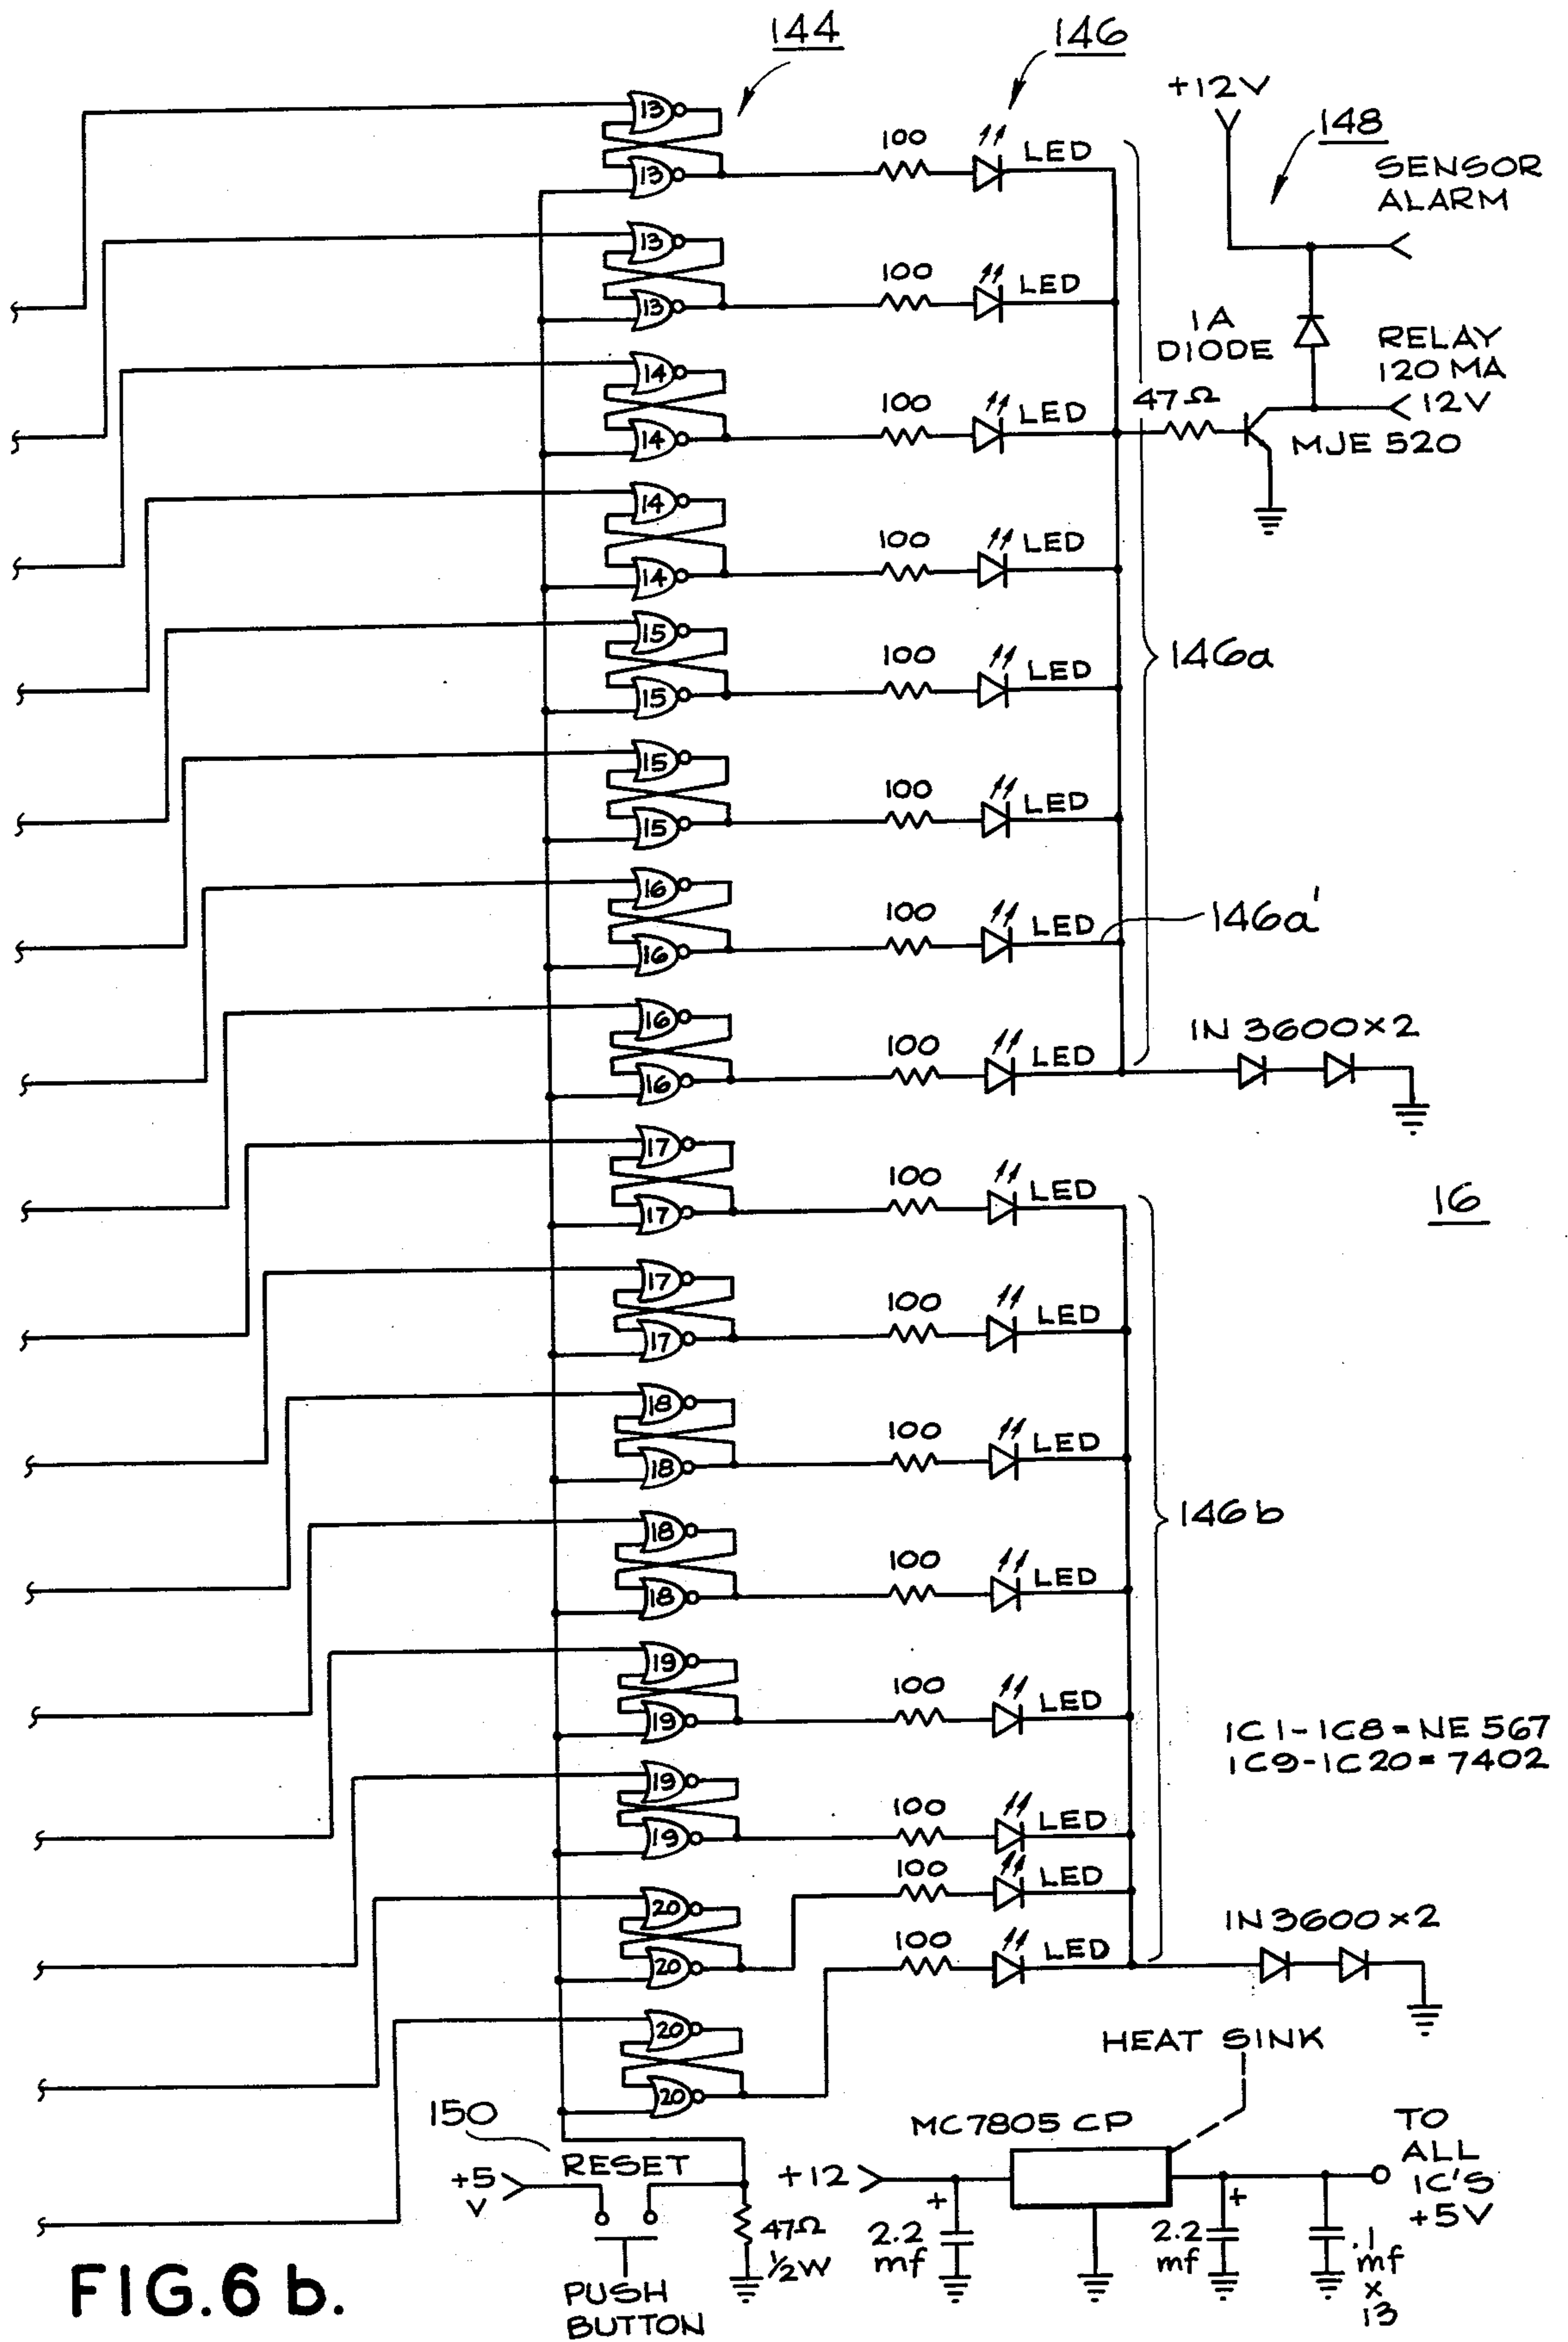 144
146
+12V
148
SENSOR
ALARM
13
13
100
LED
13
13
100
LED
1A
DIODE
RELAY
120 MA
12V
14
14
100
LED
47Ω
MJE 520
14
14
100
LED
15
15
100
LED
146a
15
15
100
LED
16
16
100
LED
146a'
16
16
100
LED
IN 3600 x 2
17
17
100
LED
16
17
17
100
LED
18
18
100
LED
146b
18
18
100
LED
19
19
100
LED
IC1-IC8 = NE 567
IC9-IC20 = 7402
19
19
100
LED
20
20
100
LED
100
LED
IN3600 x 2
20
20
HEAT SINK
150
RESET
+5
V
PUSH
BUTTON
47Ω
1/2W
MC7805 CP
+12
+
2.2
mf
+
2.2
mf
.1
mf
x
13
TO
ALL
IC'S
+5V
FIG.6 b.